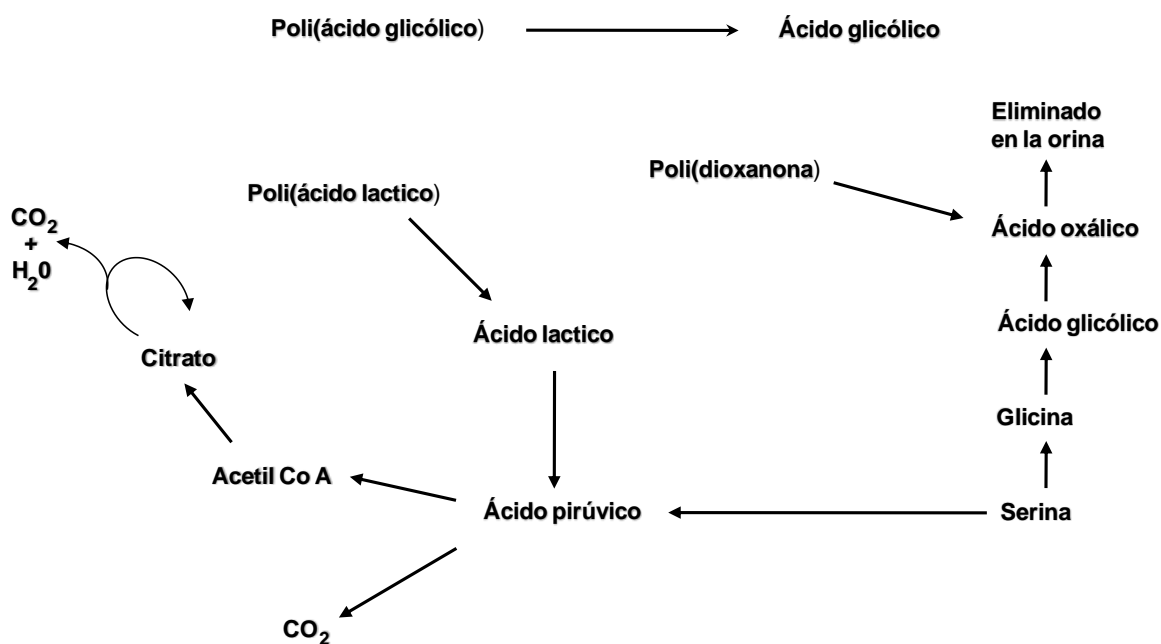 Poli(ácido glicólico)
Ácido glicólico
Eliminado
en la orina
Poli(dioxanona)
Poli(ácido lactico)
CO2
+
H20
Ácido oxálico
Ácido glicólico
Ácido lactico
Citrato
Glicina
Acetil Co A
Ácido pirúvico
Serina
CO2